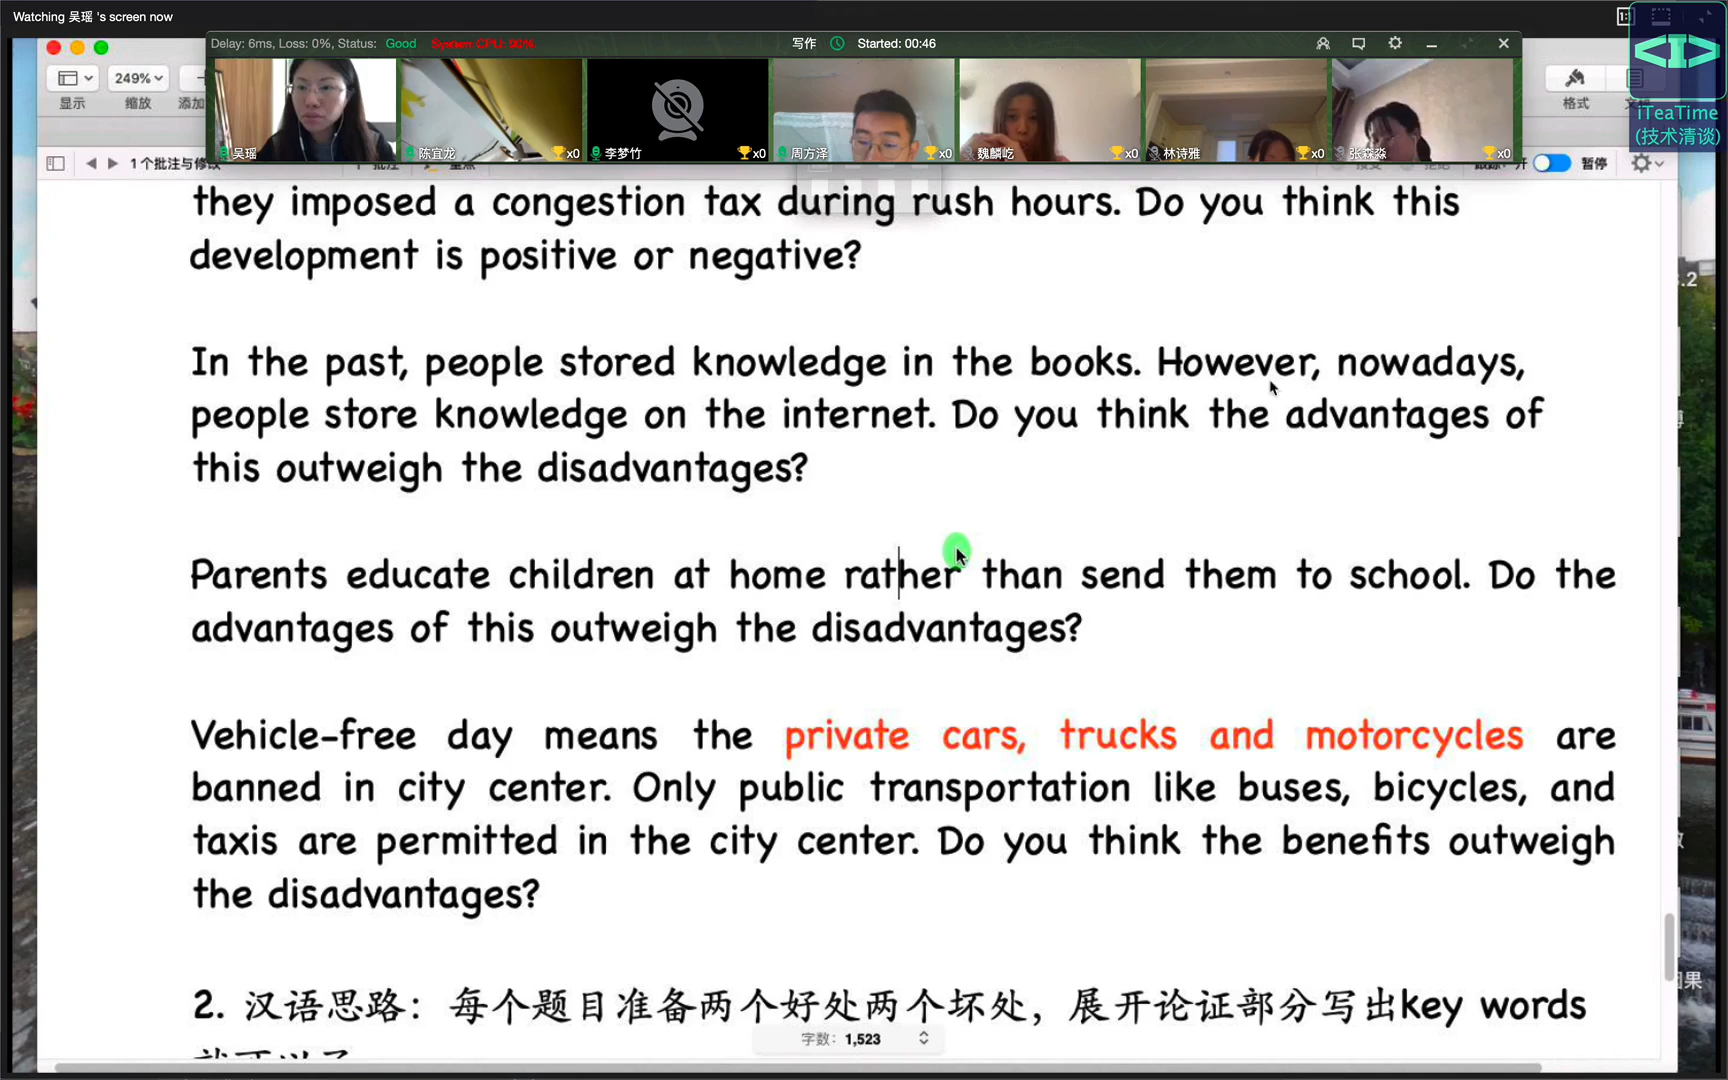 Watching 吴瑶 's screen now
Delay: 6ms, Loss: 0%, Status: Good System CPU: 90%
写作 Started: 00:46
249%
显示 缩放 添加
格式
iTeaTime
(技术清谈)
吴瑶 陈宜龙 x0 李梦竹 x0 周方泽 x0 魏麟屹 x0 林诗雅 x0 张森淼 x0
1个批注与修
暂停
they imposed a congestion tax during rush hours. Do you think this
development is positive or negative?
In the past, people stored knowledge in the books. However, nowadays,
people store knowledge on the internet. Do you think the advantages of
this outweigh the disadvantages?
Parents educate children at home rather than send them to school. Do the
advantages of this outweigh the disadvantages?
Vehicle-free day means the private cars, trucks and motorcycles are
banned in city center. Only public transportation like buses, bicycles, and
taxis are permitted in the city center. Do you think the benefits outweigh
the disadvantages?
2. 汉语思路：每个题目准备两个好处两个坏处，展开论证部分写出key words
字数： 1,523